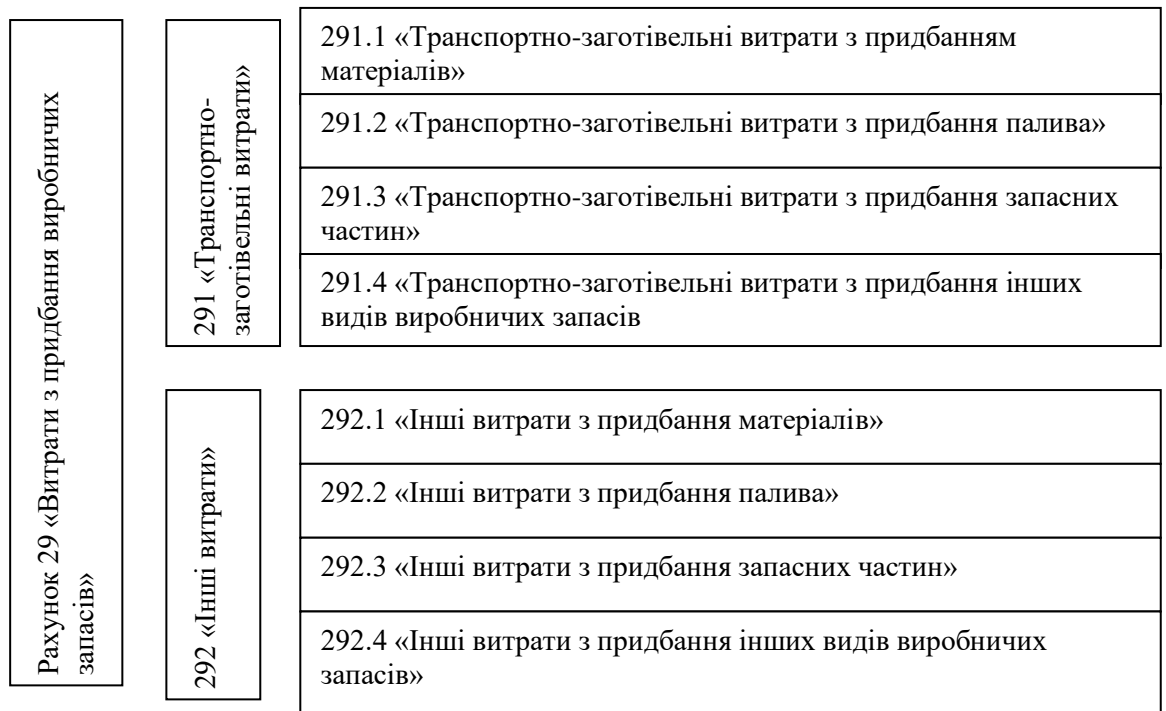 Рахунок 29 «Витрати з придбання виробничих
запасів»
291 «Транспортно-
заготівельні витрати»
291.1 «Транспортно-заготівельні витрати з придбанням
матеріалів»
291.2 «Транспортно-заготівельні витрати з придбання палива»
291.3 «Транспортно-заготівельні витрати з придбання запасних
частин»
291.4 «Транспортно-заготівельні витрати з придбання інших
видів виробничих запасів
292 «Інші витрати»
292.1 «Інші витрати з придбання матеріалів»
292.2 «Інші витрати з придбання палива»
292.3 «Інші витрати з придбання запасних частин»
292.4 «Інші витрати з придбання інших видів виробничих
запасів»